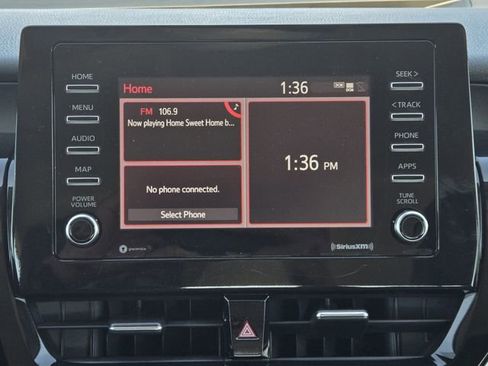 HOME
MENU
AUDIO
MAP
POWER
VOLUME
Home
1:36
FM 106.9
Now playing Home Sweet Home b...
No phone connected.
Select Phone
1:36 PM
SEEK >
< TRACK
PHONE
APPS
TUNE
SCROLL
((SiriusXM))